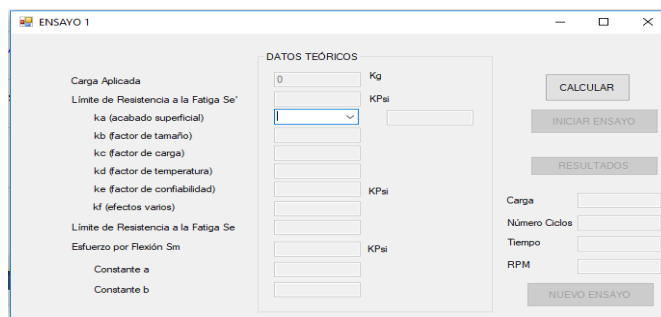 ENSAYO 1
DATOS TEÓRICOS
Carga Aplicada 0 Kg
Límite de Resistencia a la Fatiga Se' KPsi
ka (acabado superficial)
kb (factor de tamaño)
kc (factor de carga)
kd (factor de temperatura)
ke (factor de confiabilidad) KPsi
kf (efectos varios)
Límite de Resistencia a la Fatiga Se
Esfuerzo por Flexión Sm KPsi
Constante a
Constante b
CALCULAR
INICIAR ENSAYO
RESULTADOS
Carga
Número Ciclos
Tiempo
RPM
NUEVO ENSAYO